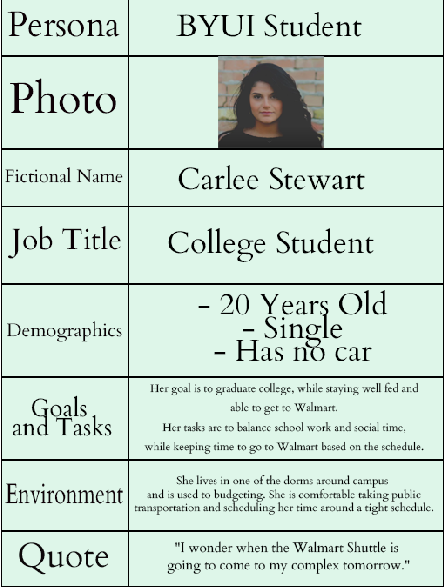 Persona
BYUI Student
Photo
Fictional Name
Carlee Stewart
Job Title
College Student
Demographics
- 20 Years Old
- Single
- Has no car
Goals
and Tasks
Her goal is to graduate college, while staying well fed and
able to get to Walmart.
Her tasks are to balance school work and social time,
while keeping time to go to Walmart based on the schedule.
Environment
She lives in one of the dorms around campus
and is used to budgeting. She is comfortable taking public
transportation and scheduling her time around a tight schedule.
Quote
"I wonder when the Walmart Shuttle is
going to come to my complex tomorrow."